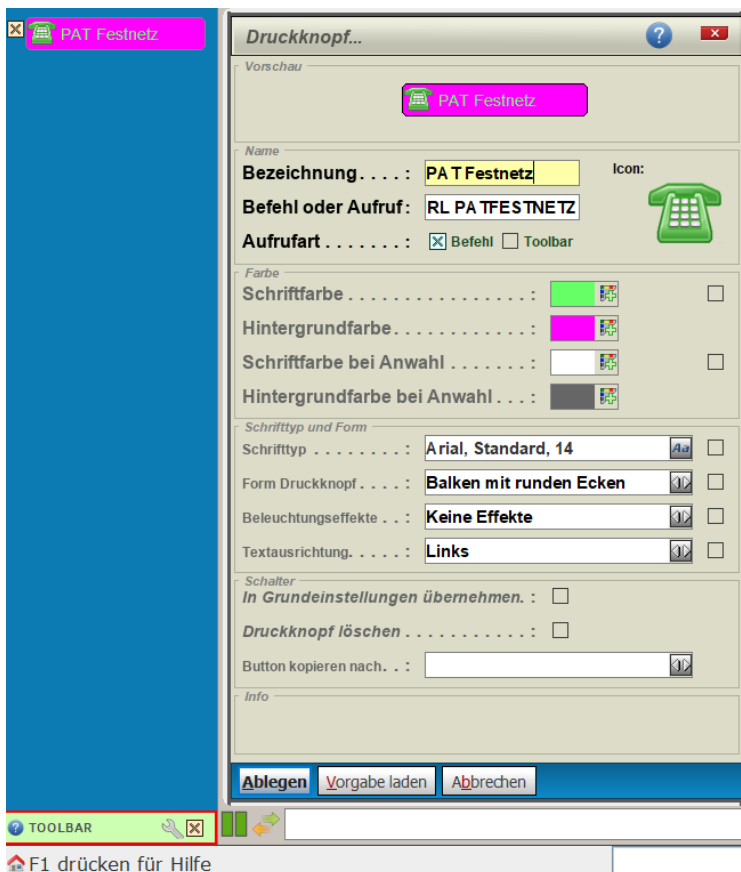 PAT Festnetz
Druckknopf...
Vorschau
PAT Festnetz
Name
Bezeichnung. . . . : PAT Festnetz Icon:
Befehl oder Aufruf: RL PATFESTNETZ
Aufrufart . . . . . . . : Befehl Toolbar
Farbe
Schriftfarbe . . . . . . . . . . . . . . . . :
Hintergrundfarbe. . . . . . . . . . . . :
Schriftfarbe bei Anwahl . . . . . . . :
Hintergrundfarbe bei Anwahl . . . :
Schrifttyp und Form
Schrifttyp . . . . . . . . : Arial, Standard, 14 Aa
Form Druckknopf . . . . : Balken mit runden Ecken
Beleuchtungseffekte . . : Keine Effekte
Textausrichtung. . . . . : Links
Schalter
In Grundeinstellungen übernehmen. :
Druckknopf löschen . . . . . . . . . . . :
Button kopieren nach. . :
Info
Ablegen Vorgabe laden Abbrechen
TOOLBAR
F1 drücken für Hilfe